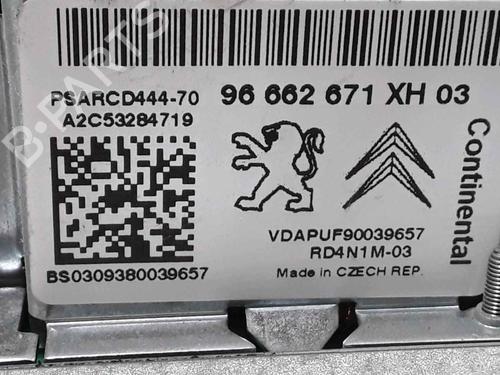 PSARCD444-70
96 662 671 XH 03
A2C53284719
Continental
VDAPUF90039657
RD4N1M-03
BS0309380039657
Made in CZECH REP.
B-PARTS